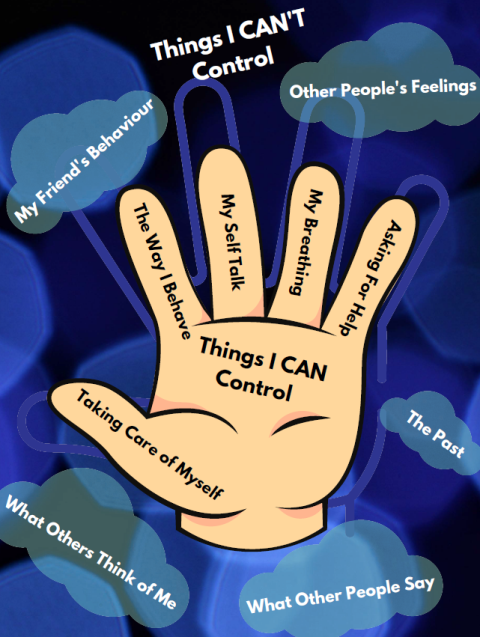 Things I CAN'T
Control
Other People's Feelings
My Friend's Behaviour
The Way I Behave
My Self Talk
My Breathing
Asking For Help
Things I CAN
Control
Taking Care of Myself
The Past
What Others Think of Me
What Other People Say